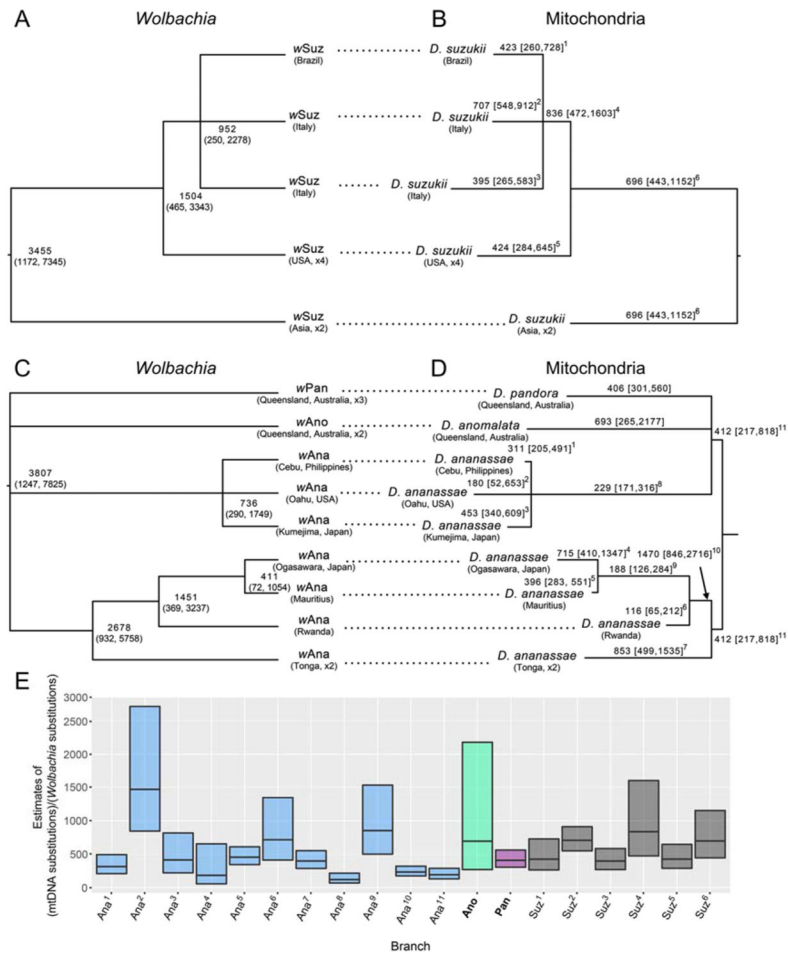 A Wolbachia B Mitochondria
wSuz D. suzukii 423 [260,728]1
(Brazil) (Brazil)
707 [548,912]2
wSuz D. suzukii 836 [472,1603]4
(Italy) (Italy)
952
(250, 2278)
wSuz D. suzukii 395 [265,583]3
(Italy) (Italy)
696 [443,1152]6
1504
(465, 3343)
3455
(1172, 7345)
wSuz D. suzukii 424 [284,645]5
(USA, x4) (USA, x4)
wSuz D. suzukii 696 [443,1152]6
(Asia, x2) (Asia, x2)
C Wolbachia D Mitochondria
wPan D. pandora 406 [301,560]
(Queensland, Australia, x3) (Queensland, Australia)
wAno D. anomalata 693 [265,2177]
(Queensland, Australia, x2) (Queensland, Australia)
412 [217,818]11
311 [205,491]1
wAna D. ananassae
(Cebu, Philippines) (Cebu, Philippines)
3807
(1247, 7825)
180 [52,653]2
wAna D. ananassae 229 [171,316]8
(Oahu, USA) (Oahu, USA)
736
(290, 1749)
453 [340,609]3
wAna D. ananassae
(Kumejima, Japan) (Kumejima, Japan)
wAna D. ananassae 715 [410,1347]4 1470 [846,2716]10
(Ogasawara, Japan) (Ogasawara, Japan) 188 [126,284]9
411
(72, 1054)
396 [283, 551]5
wAna D. ananassae
(Mauritius) (Mauritius)
1451
(369, 3237)
116 [65,212]6
wAna D. ananassae
(Rwanda) (Rwanda)
2678
(932, 5758)
412 [217,818]11
wAna D. ananassae 853 [499,1535]7
(Tonga, x2) (Tonga, x2)
E
Estimates of
(mtDNA substitutions)/(Wolbachia substitutions)
3000
2500
2000
1500
1000
500
0
Ana1 Ana2 Ana3 Ana4 Ana5 Ana6 Ana7 Ana8 Ana9 Ana10 Ana11 Ano Pan Suz1 Suz2 Suz3 Suz4 Suz5 Suz6
Branch